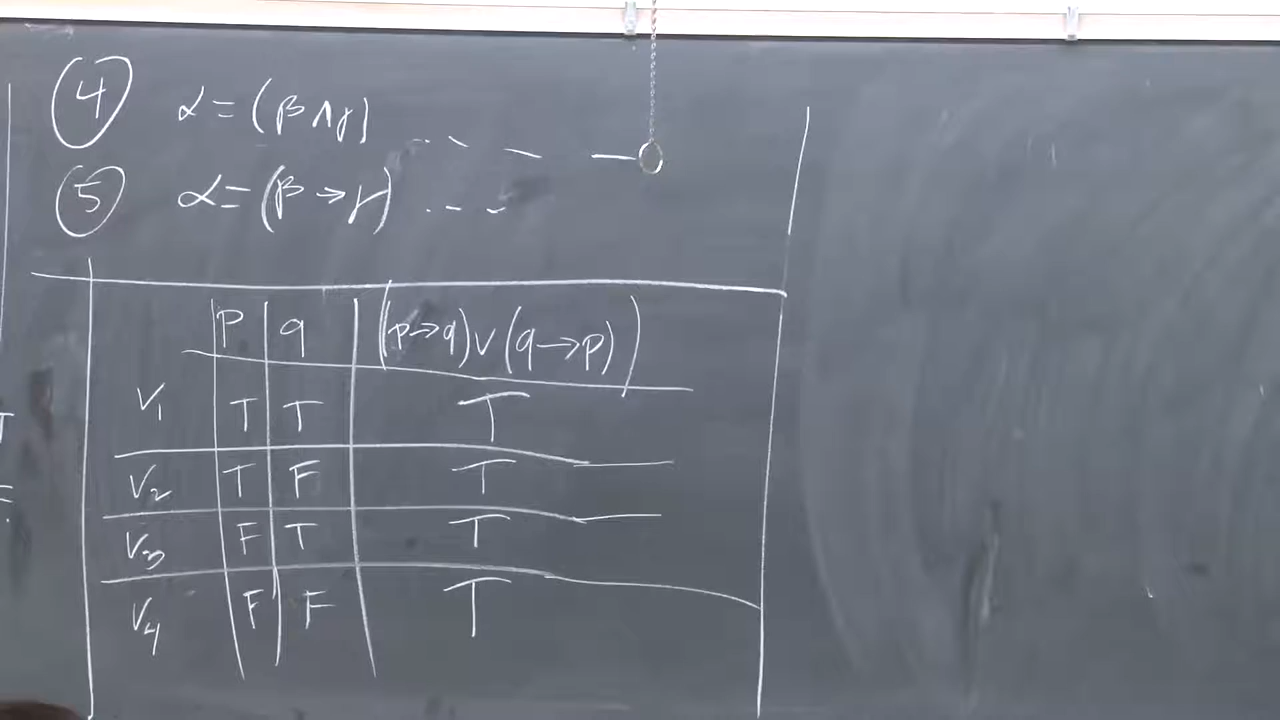 ④ α = (β ∧ γ) ... — —
⑤ α = (β → γ) ...
p q (p→q) ∨ (q→p))
V₁ T T T
V₂ T F T
V₃ F T T
V₄ F F T